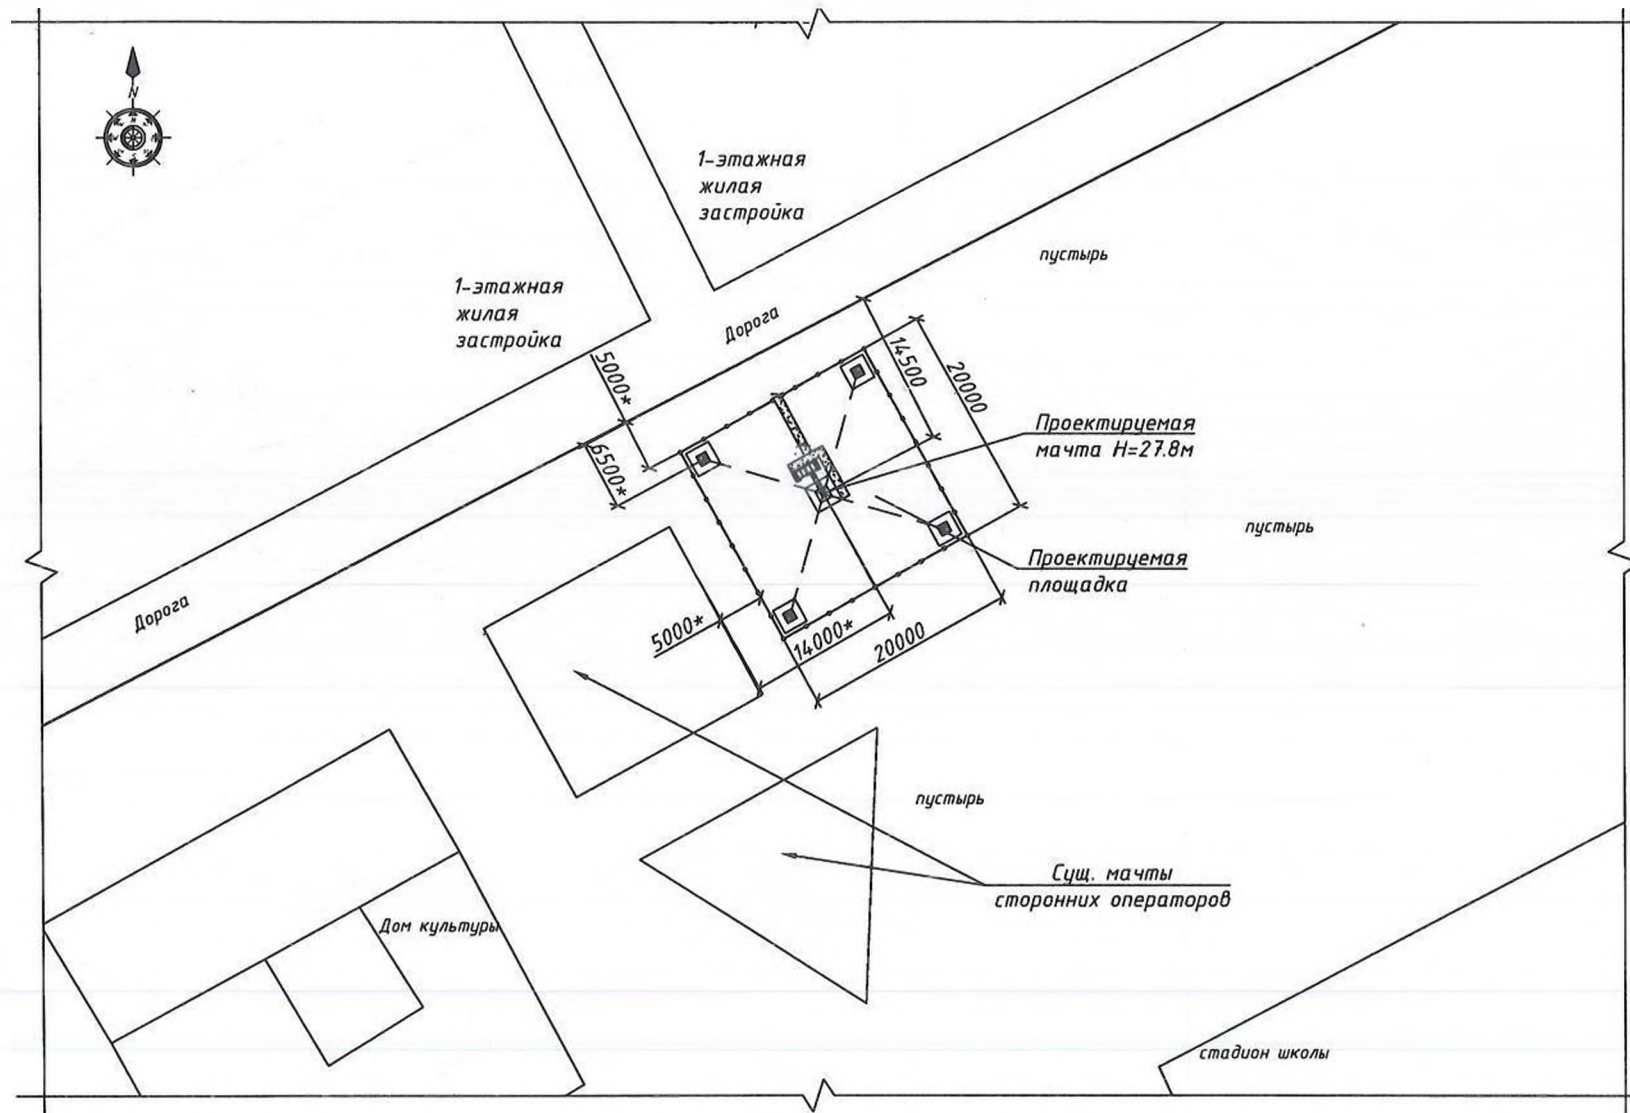 N
1-этажная
жилая
застройка
пустырь
1-этажная
жилая
застройка
Дорога
5000*
14500
20000
6500*
Проектируемая
мачта Н=27.8м
пустырь
Проектируемая
площадка
Дорога
5000*
14000*
20000
пустырь
Сущ. мачты
сторонних операторов
Дом культуры
стадион школы